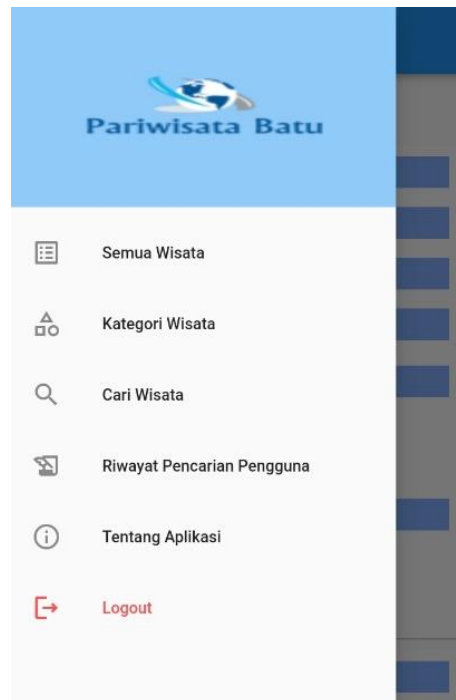 Pariwisata Batu
Semua Wisata
Kategori Wisata
Cari Wisata
Riwayat Pencarian Pengguna
Tentang Aplikasi
Logout